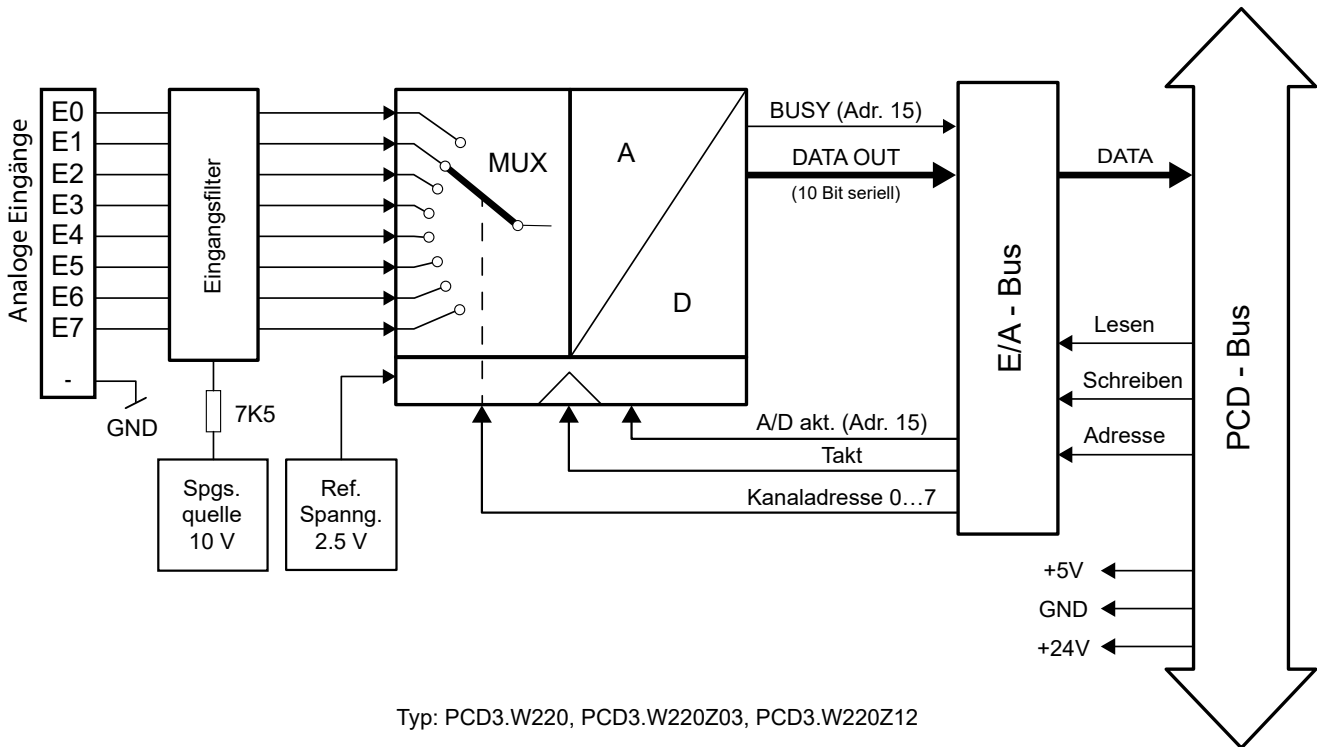 Analoge Eingänge
E0
E1
E2
E3
E4
E5
E6
E7
-
GND
Eingangsfilter
7K5
Spgs.
quelle
10 V
Ref.
Spanng.
2.5 V
MUX
A
D
BUSY (Adr. 15)
DATA OUT
(10 Bit seriell)
A/D akt. (Adr. 15)
Takt
Kanaladresse 0…7
E/A - Bus
DATA
Lesen
Schreiben
Adresse
+5V
GND
+24V
PCD - Bus
Typ: PCD3.W220, PCD3.W220Z03, PCD3.W220Z12